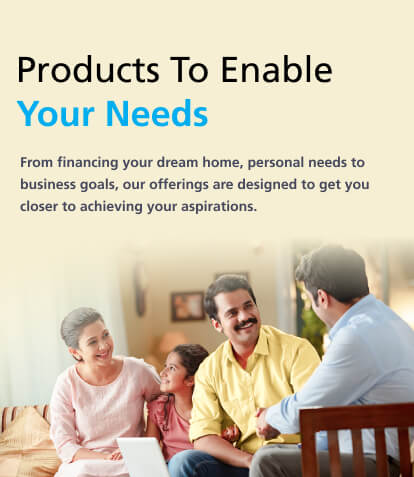 Products To Enable
Your Needs
From financing your dream home, personal needs to
business goals, our offerings are designed to get you
closer to achieving your aspirations.